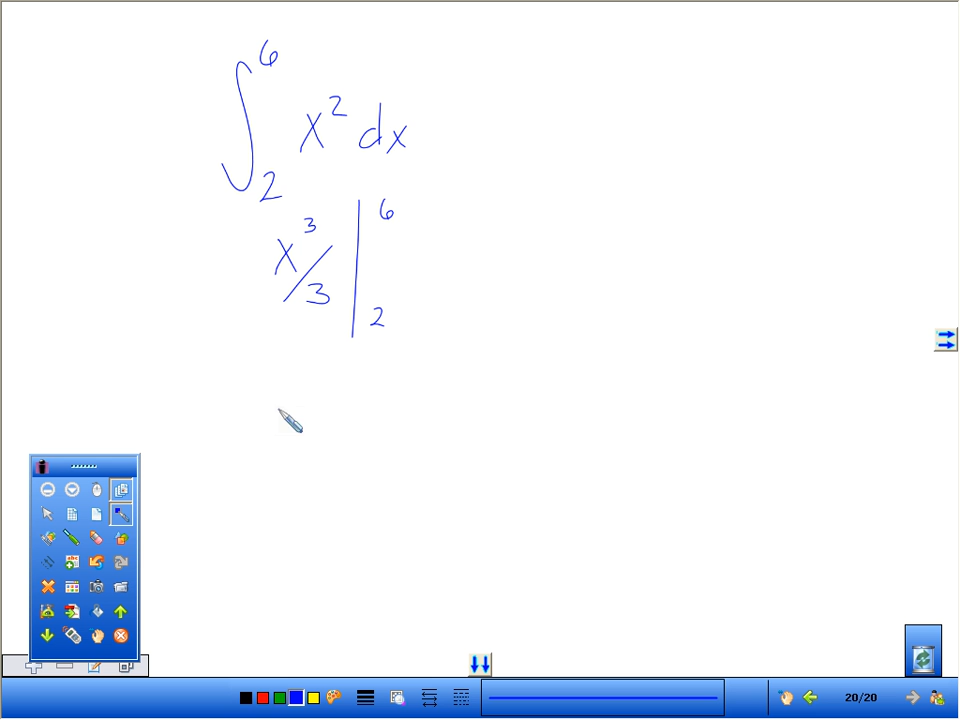 ∫₂⁶ x² dx
x³/3 |₂⁶
20/20